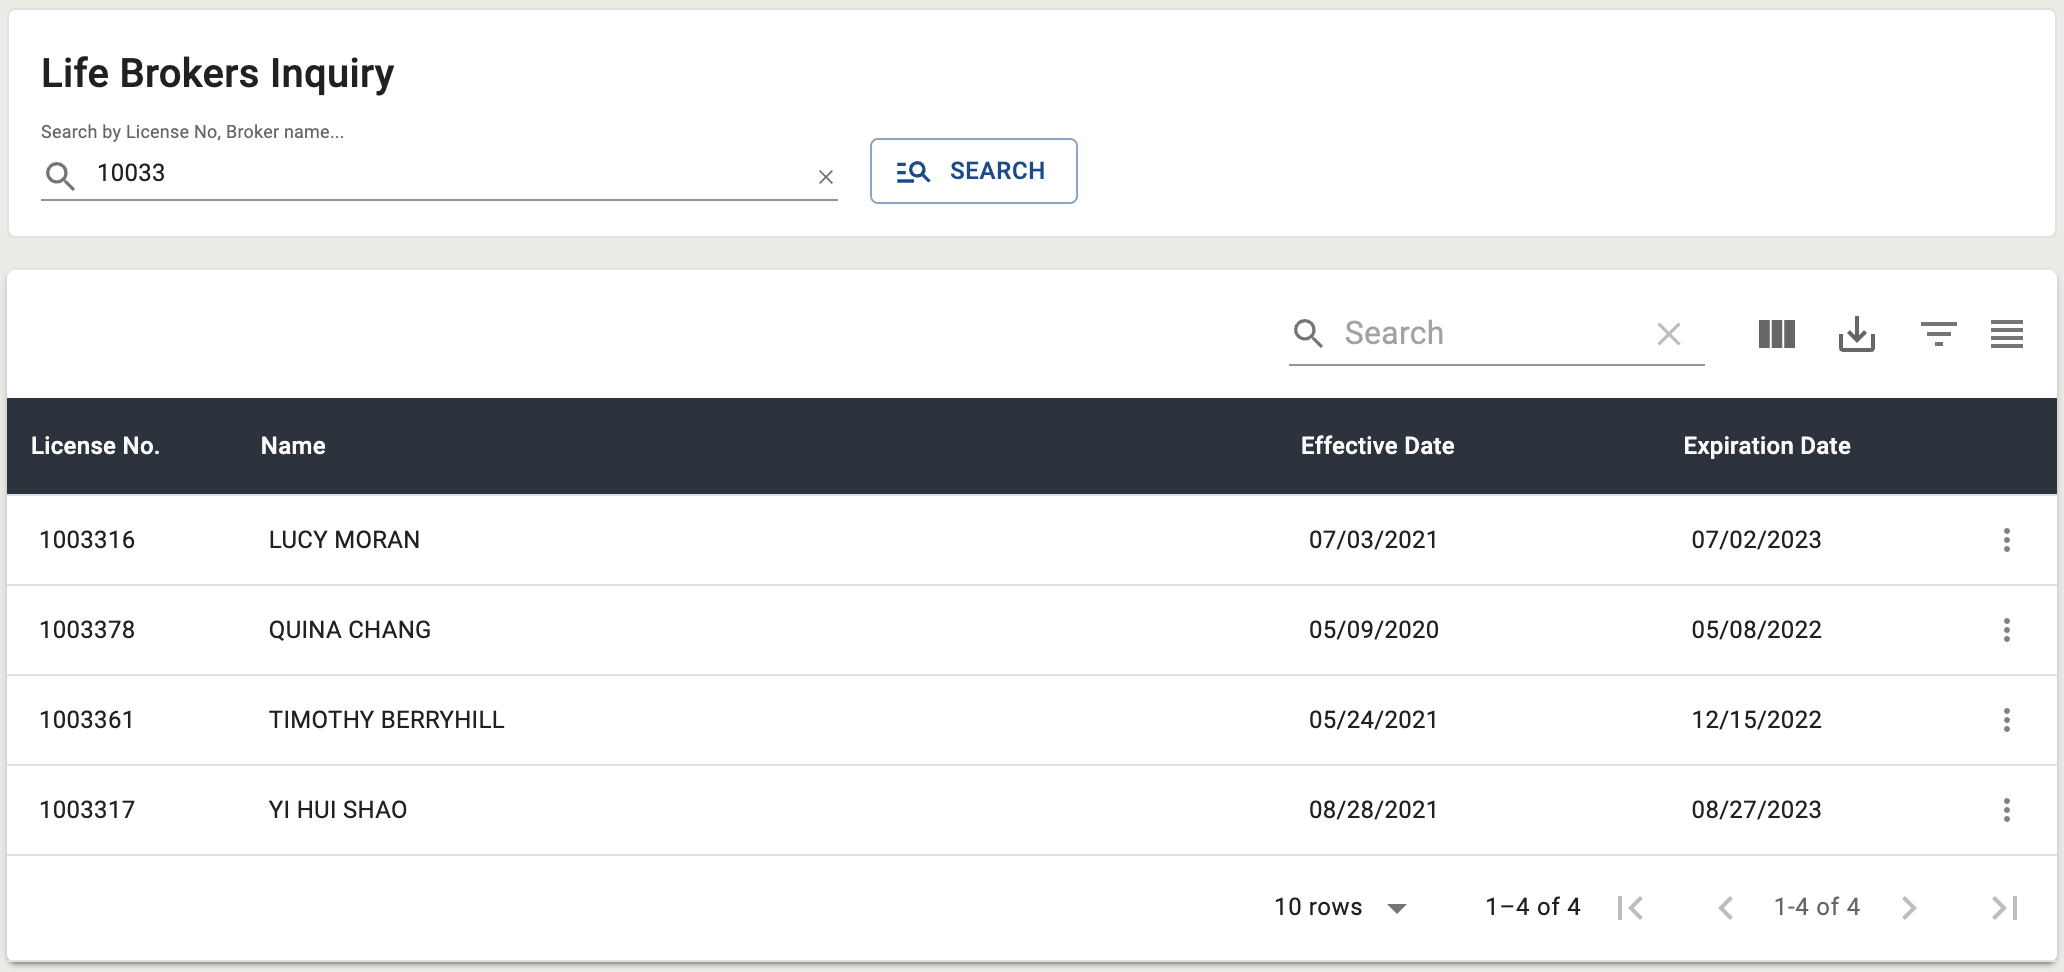 Life Brokers Inquiry
Search by License No, Broker name...
10033
SEARCH
Search
License No. Name Effective Date Expiration Date
1003316 LUCY MORAN 07/03/2021 07/02/2023
1003378 QUINA CHANG 05/09/2020 05/08/2022
1003361 TIMOTHY BERRYHILL 05/24/2021 12/15/2022
1003317 YI HUI SHAO 08/28/2021 08/27/2023
10 rows 1–4 of 4 1-4 of 4